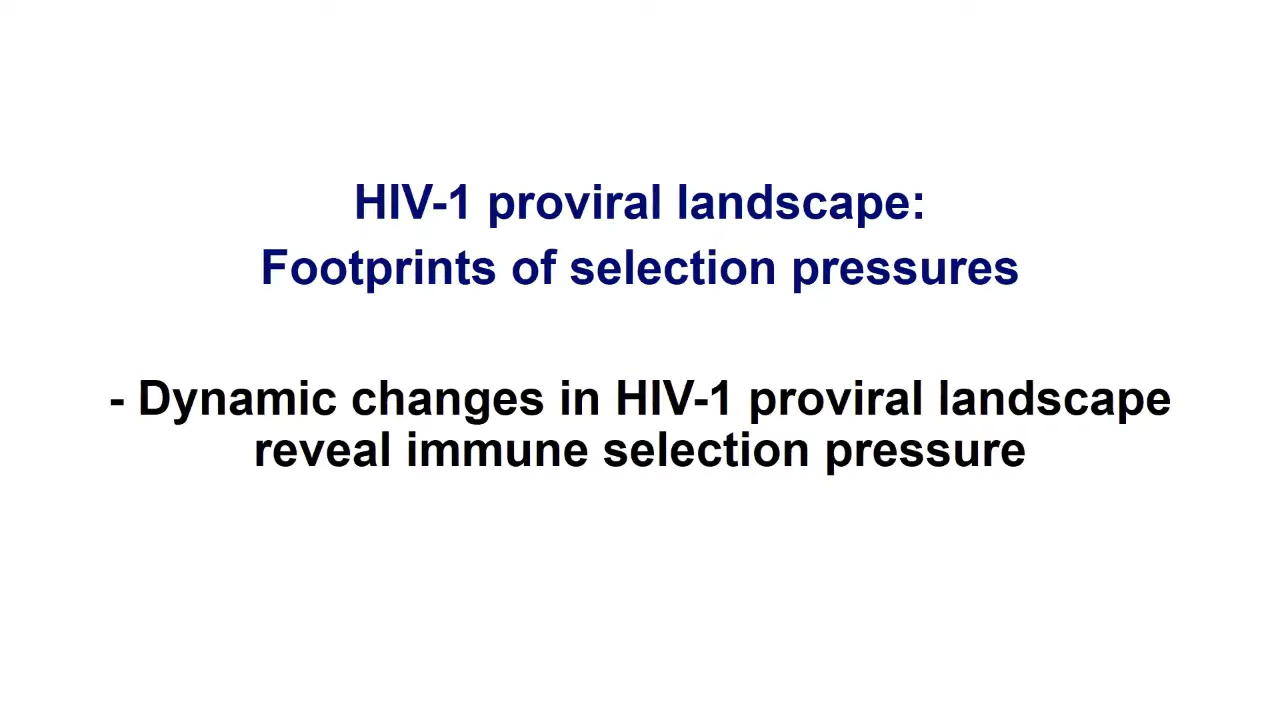 HIV-1 proviral landscape:
Footprints of selection pressures
- Dynamic changes in HIV-1 proviral landscape
reveal immune selection pressure